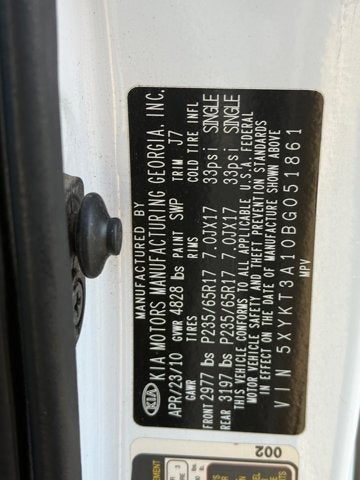 MANUFACTURED BY
KIA KIA MOTORS MANUFACTURING GEORGIA, INC.
APR/23/10 GVWR 4828 lbs PAINT SWP TRIM J7
GAWR COLD TIRE INFL
FRONT 2977 lbs P235/65R17 7.0JX17 33psi SINGLE
REAR 3197 lbs P235/65R17 7.0JX17 33psi SINGLE
THIS VEHICLE CONFORMS TO ALL APPLICABLE U.S.A. FEDERAL
MOTOR VEHICLE SAFETY AND THEFT PREVENTION STANDARDS
IN EFFECT ON THE DATE OF MANUFACTURE SHOWN ABOVE
VIN 5XYKT3A10BG051861
MPV
002